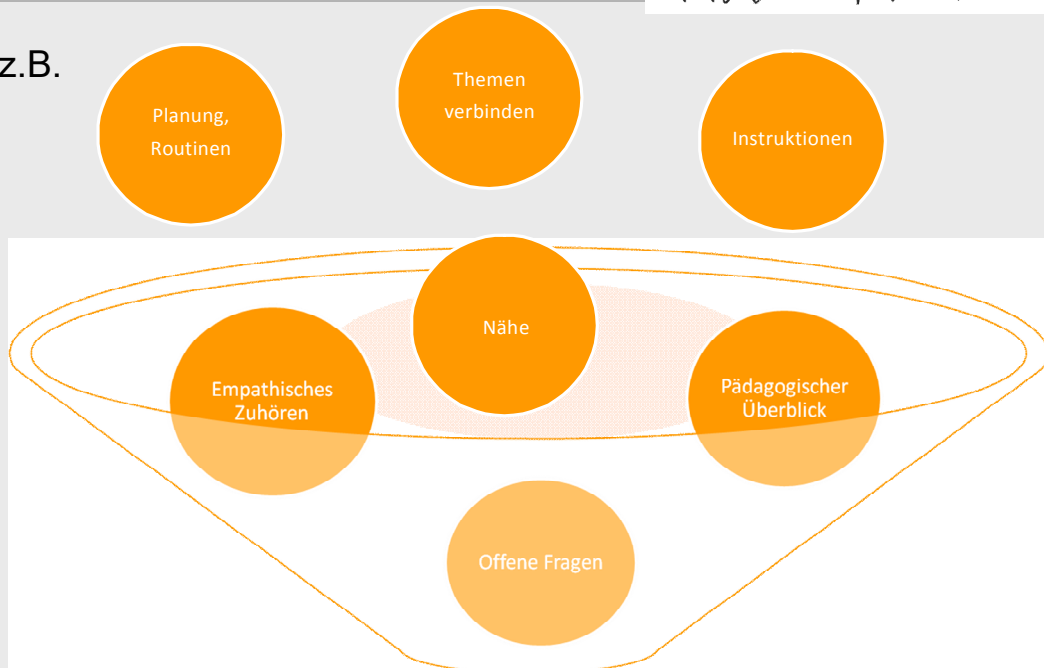 z.B.
Planung,
Routinen
Themen
verbinden
Instruktionen
Nähe
Empathisches
Zuhören
Pädagogischer
Überblick
Offene Fragen